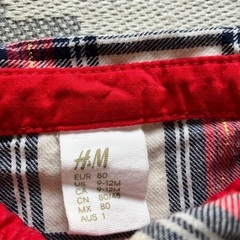 H&M
EUR 80
US 9-12M
CA 9-12M
CN 80/48
MX 80
AUS 1